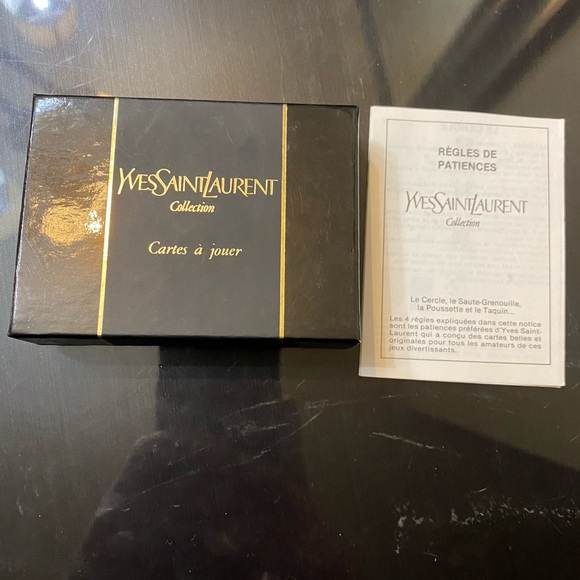 YVESSAINTLAURENT
Collection
Cartes à jouer
RÈGLES DE
PATIENCES
YVESSAINTLAURENT
Collection
Le Cercle, le Saute-Grenouille,
la Poussette et le Taquin...
Les 4 règles expliquées dans cette notice
sont les patiences préférées d'Yves Saint-
Laurent qui a conçu des cartes belles et
originales pour tous les amateurs de ces
jeux divertissants.